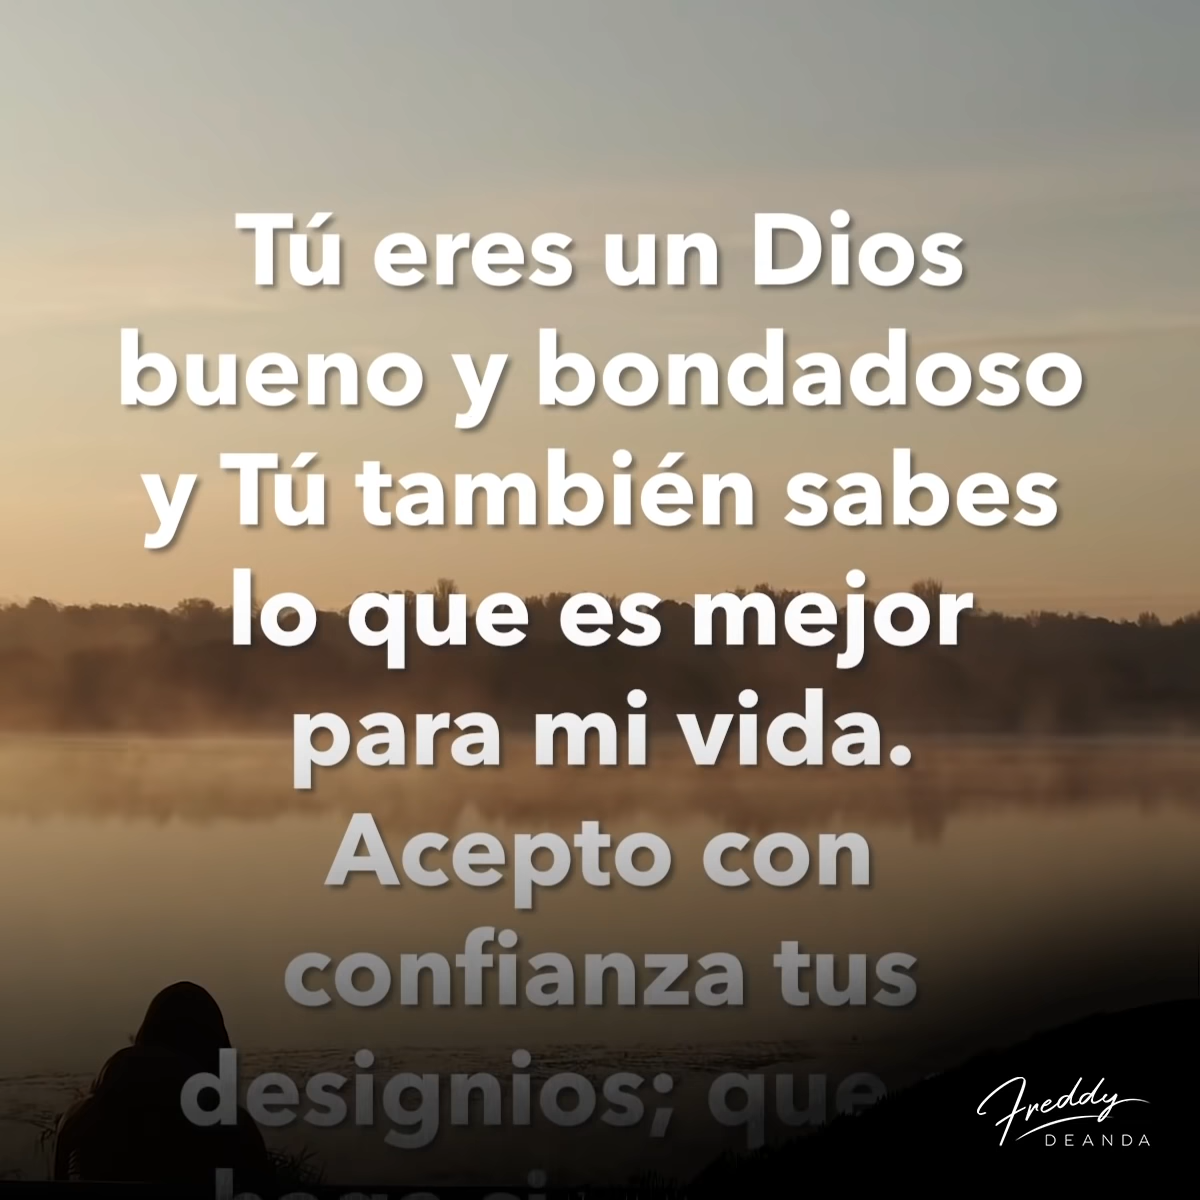 Tú eres un Dios
bueno y bondadoso
y Tú también sabes
lo que es mejor
para mi vida.
Acepto con
confianza tus
designios; que
Freddy
DEANDA